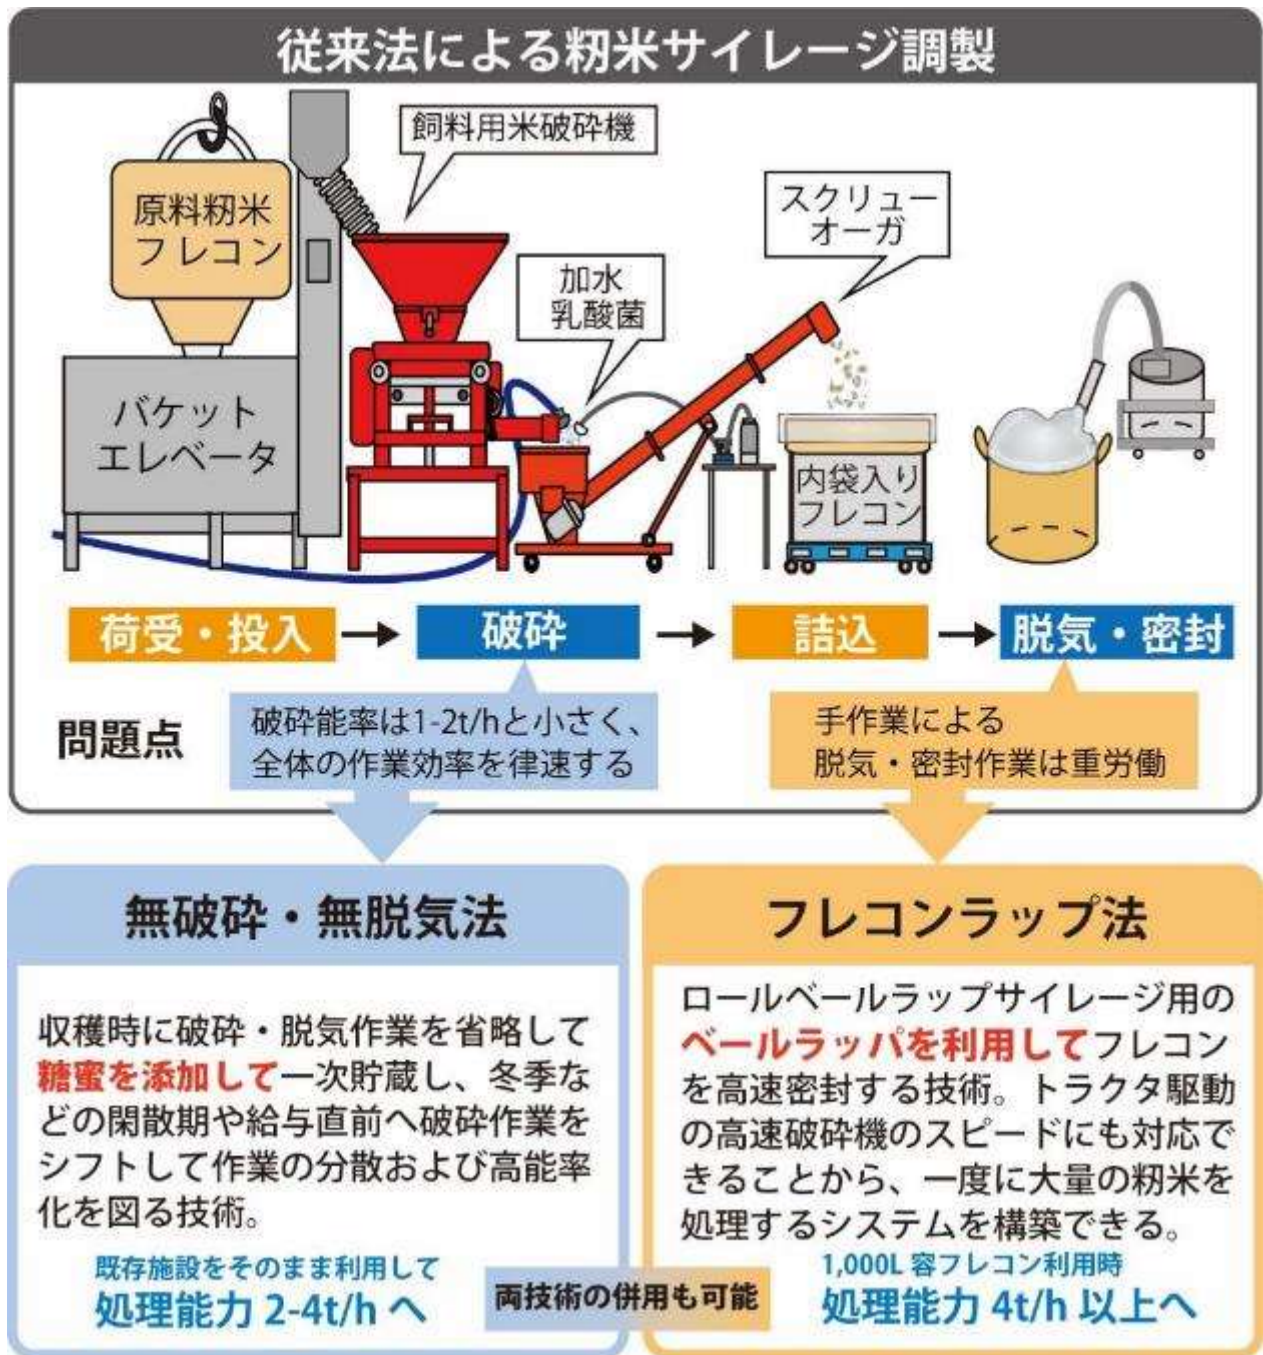 従来法による籾米サイレージ調製
飼料用米破砕機
原料籾米
フレコン
スクリュー
オーガ
加水
乳酸菌
バケット
エレベータ
内袋入り
フレコン
荷受・投入
破砕
詰込
脱気・密封
問題点
破砕能率は1-2t/hと小さく、
全体の作業効率を律速する
手作業による
脱気・密封作業は重労働
無破砕・無脱気法
収穫時に破砕・脱気作業を省略して
糖蜜を添加して一次貯蔵し、冬季な
どの閑散期や給与直前へ破砕作業を
シフトして作業の分散および高能率
化を図る技術。
既存施設をそのまま利用して
処理能力 2-4t/h へ
フレコンラップ法
ロールベールラップサイレージ用の
ベールラッパを利用してフレコン
を高速密封する技術。トラクタ駆動
の高速破砕機のスピードにも対応で
きることから、一度に大量の籾米を
処理するシステムを構築できる。
1,000L 容フレコン利用時
処理能力 4t/h 以上へ
両技術の併用も可能